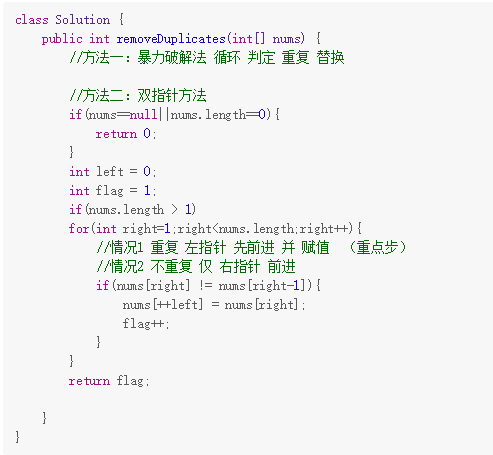 class Solution {
    public int removeDuplicates(int[] nums) {
        //方法一：暴力破解法 循环 判定 重复 替换
        //方法二：双指针方法
        if(nums==null||nums.length==0){
            return 0;
        }
        int left = 0;
        int flag = 1;
        if(nums.length > 1)
        for(int right=1;right<nums.length;right++){
            //情况1 重复 左指针 先前进 并 赋值 （重点步）
            //情况2 不重复 仅 右指针 前进
            if(nums[right] != nums[right-1]){
                nums[++left] = nums[right];
                flag++;
            }
        }
        return flag;
    }
}